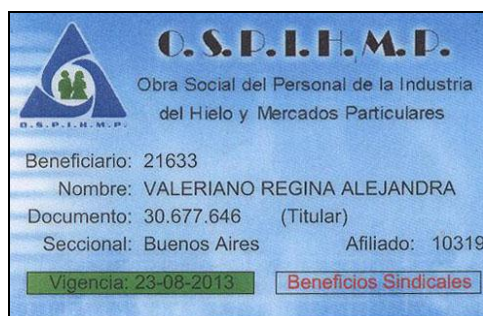 O.S.P.I.H.M.P.
Obra Social del Personal de la Industria
del Hielo y Mercados Particulares
O.S.P.I.H.M.P.
Beneficiario: 21633
Nombre: VALERIANO REGINA ALEJANDRA
Documento: 30.677.646 (Titular)
Seccional: Buenos Aires Afiliado: 10319
Vigencia: 23-08-2013 Beneficios Sindicales